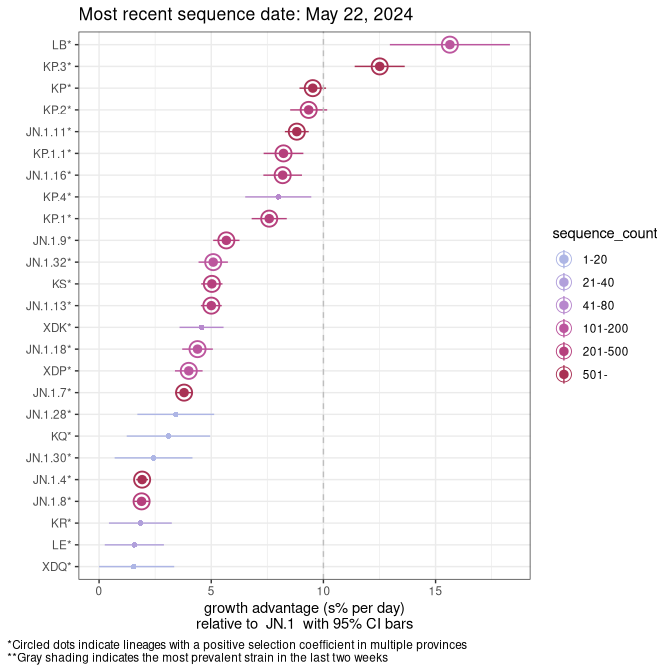 Most recent sequence date: May 22, 2024
LB*
KP.3*
KP*
KP.2*
JN.1.11*
KP.1.1*
JN.1.16*
KP.4*
KP.1*
JN.1.9*
JN.1.32*
KS*
JN.1.13*
XDK*
JN.1.18*
XDP*
JN.1.7*
JN.1.28*
KQ*
JN.1.30*
JN.1.4*
JN.1.8*
KR*
LE*
XDQ*
0 5 10 15
growth advantage (s% per day)
relative to JN.1 with 95% CI bars
sequence_count
1-20
21-40
41-80
101-200
201-500
501-
*Circled dots indicate lineages with a positive selection coefficient in multiple provinces
**Gray shading indicates the most prevalent strain in the last two weeks